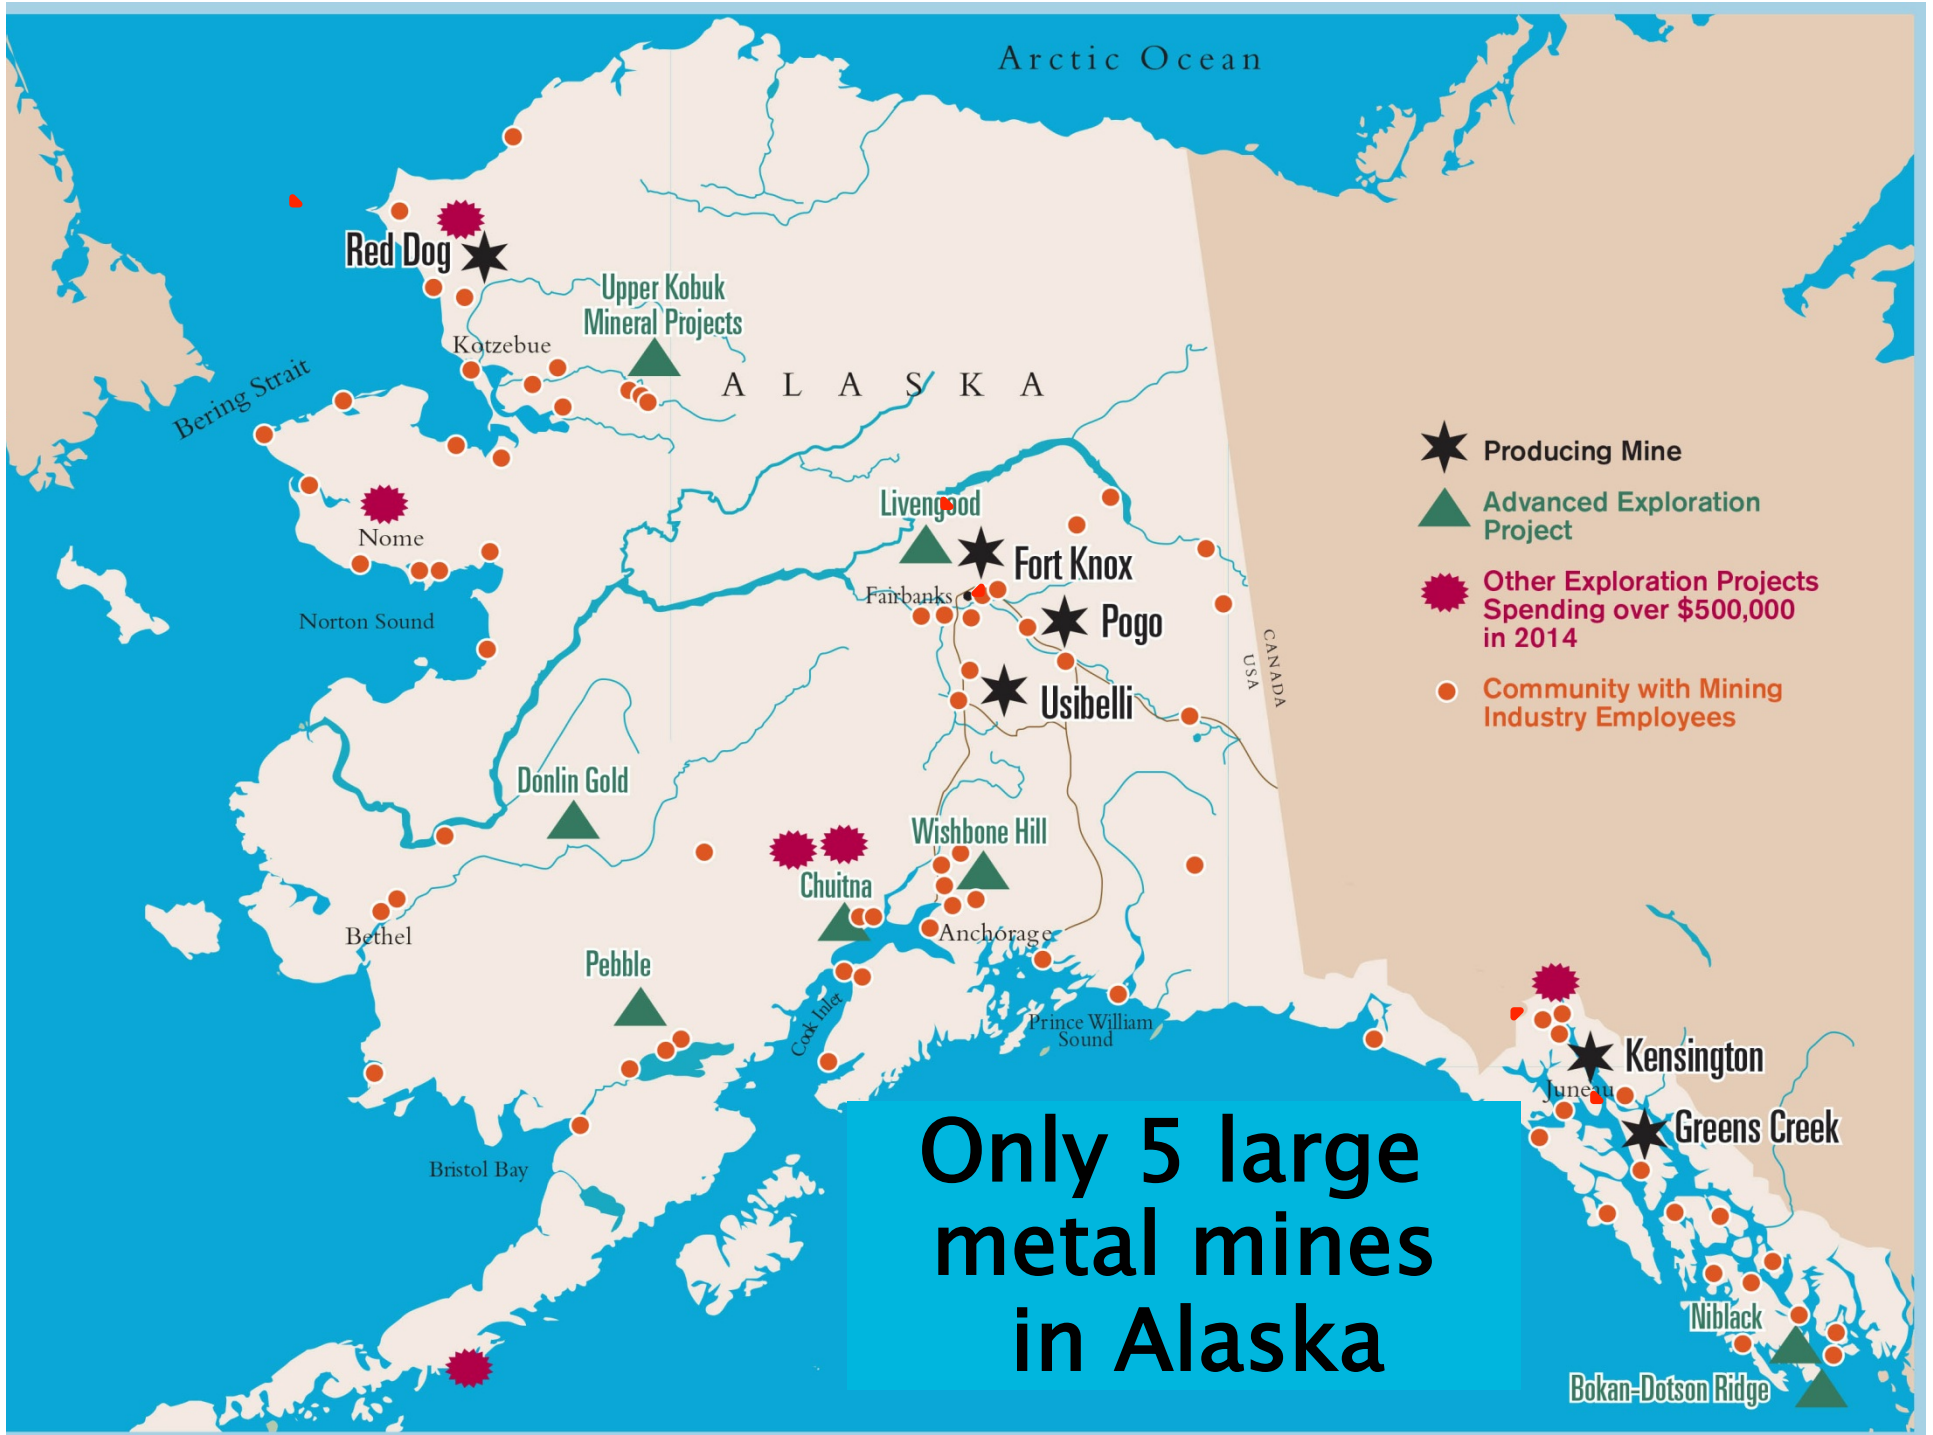 Arctic Ocean
Red Dog
Upper Kobuk
Mineral Projects
Kotzebue
Bering Strait
ALASKA
Producing Mine
Advanced Exploration
Project
Other Exploration Projects
Spending over $500,000
in 2014
Community with Mining
Industry Employees
Livengood
Nome
Fort Knox
Fairbanks
Norton Sound
Pogo
CANADA
USA
Usibelli
Donlin Gold
Wishbone Hill
Chuitna
Bethel
Anchorage
Pebble
Cook Inlet
Prince William
Sound
Kensington
Juneau
Greens Creek
Bristol Bay
Only 5 large
metal mines
in Alaska
Niblack
Bokan-Dotson Ridge